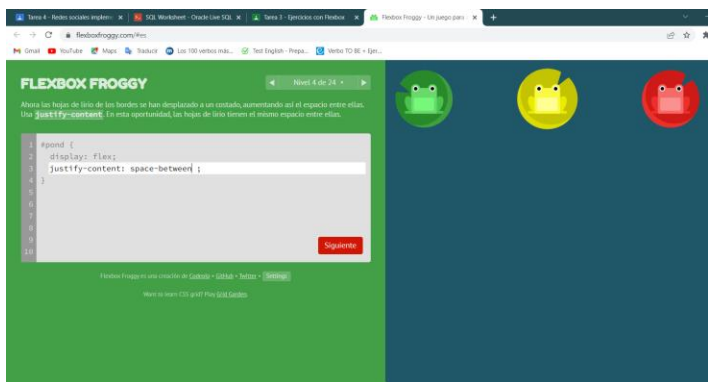 Tarea 4 - Redes sociales implem
SQL Worksheet - Oracle Live SQL
Tarea 3 - Ejercicios con Flexbox
Flexbox Froggy - Un juego para
flexboxfroggy.com/#es
Gmail
YouTube
Maps
Traducir
Los 100 verbos más...
Test English - Prepa...
Verbo TO BE » Ejer...
FLEXBOX FROGGY
Nivel 4 de 24
Ahora las hojas de lirio de los bordes se han desplazado a un costado, aumentando así el espacio entre ellas.
Usa justify-content. En esta oportunidad, las hojas de lirio tienen el mismo espacio entre ellas.
1 #pond {
2 display: flex;
3 justify-content: space-between ;
4 }
5
6
7
8
9
10
Siguiente
Flexbox Froggy es una creación de Codepip • GitHub • Twitter • Settings
Want to learn CSS grid? Play Grid Garden.